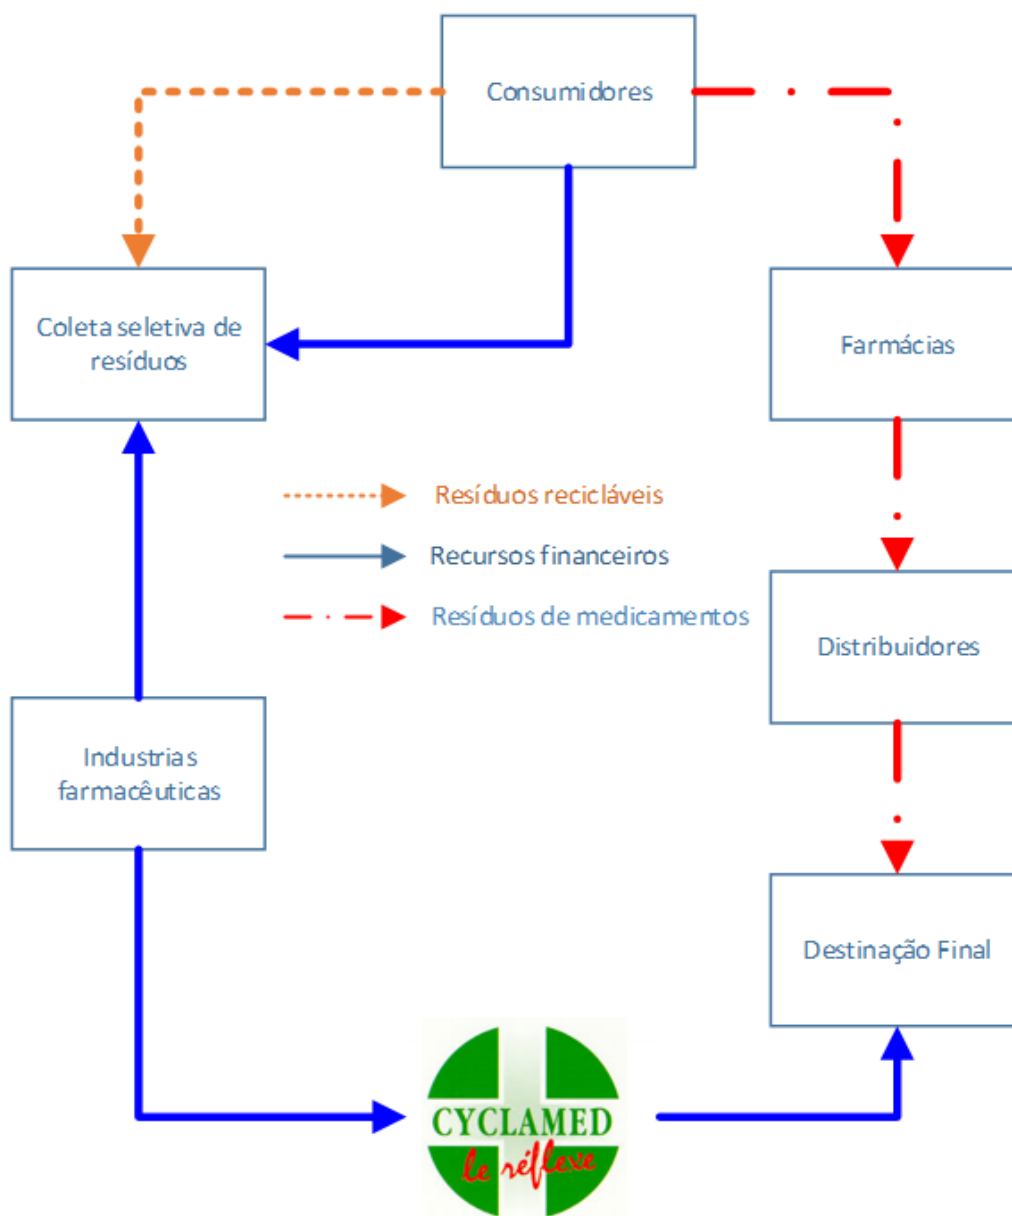 Consumidores
Coleta seletiva de
resíduos
Farmácias
Resíduos recicláveis
Recursos financeiros
Resíduos de medicamentos
Distribuidores
Industrias
farmacêuticas
Destinação Final
CYCLAMED
le réflexe